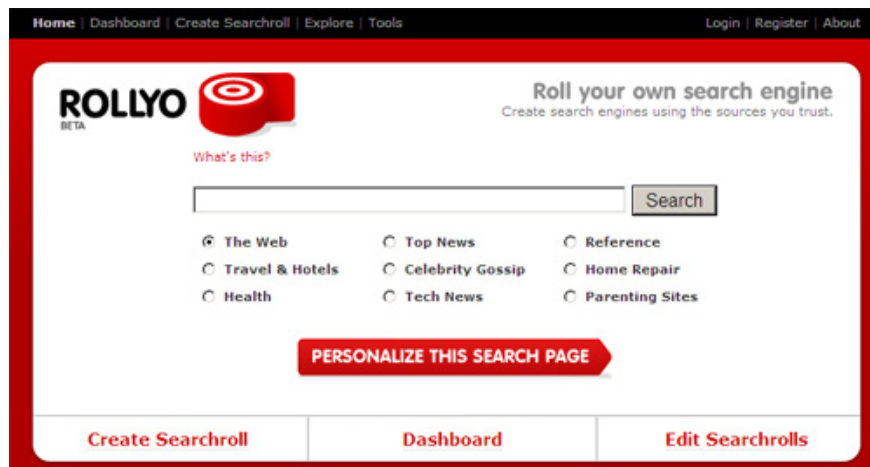 Home | Dashboard | Create Searchroll | Explore | Tools Login | Register | About
ROLLYO
BETA
Roll your own search engine
Create search engines using the sources you trust.
What's this?
Search
The Web Top News Reference
Travel & Hotels Celebrity Gossip Home Repair
Health Tech News Parenting Sites
PERSONALIZE THIS SEARCH PAGE
Create Searchroll Dashboard Edit Searchrolls